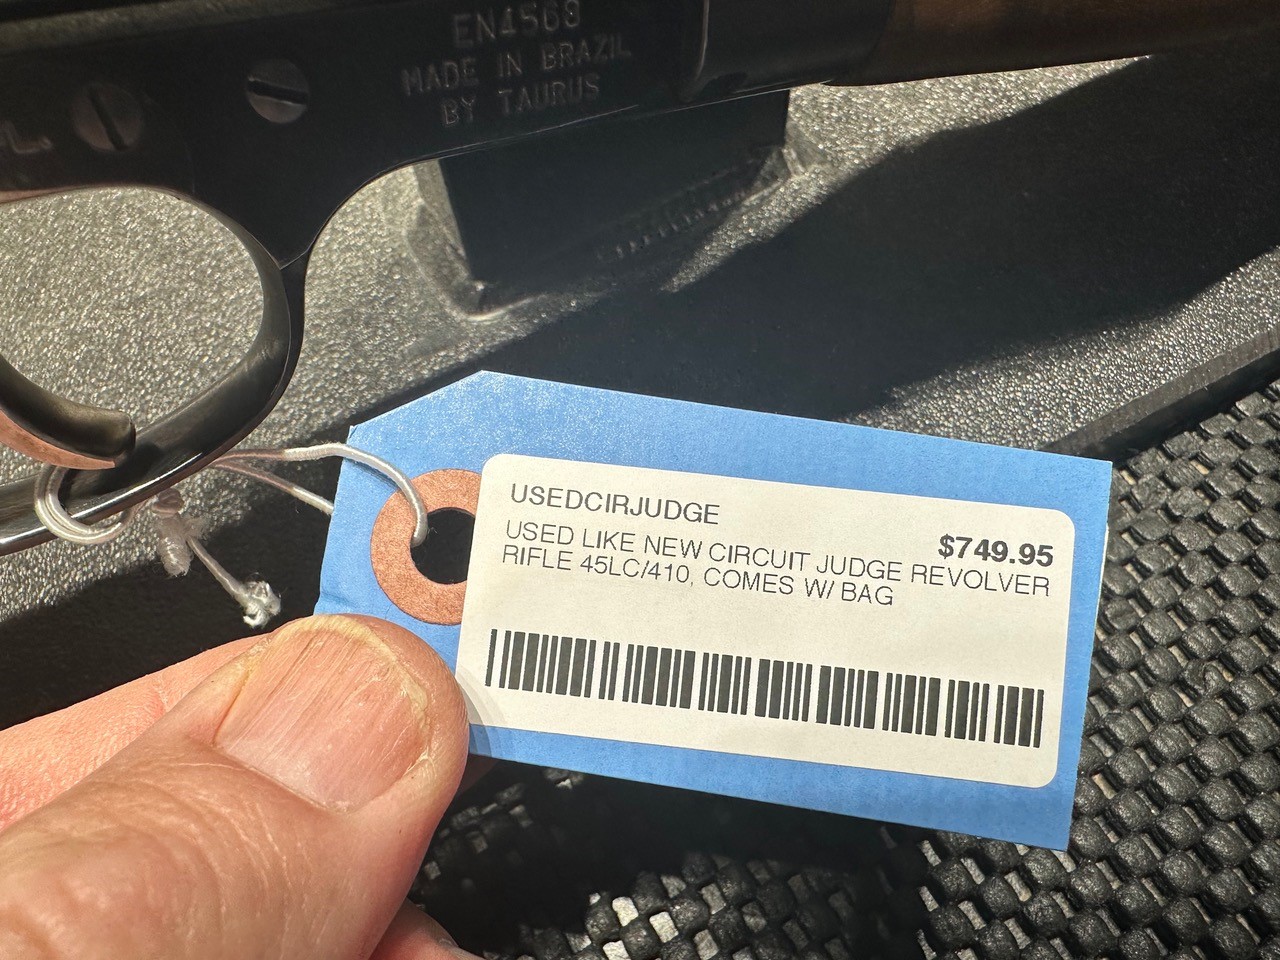 EN4568
MADE IN BRAZIL
BY TAURUS
USEDCIRJUDGE
$749.95
USED LIKE NEW CIRCUIT JUDGE REVOLVER
RIFLE 45LC/410, COMES W/ BAG